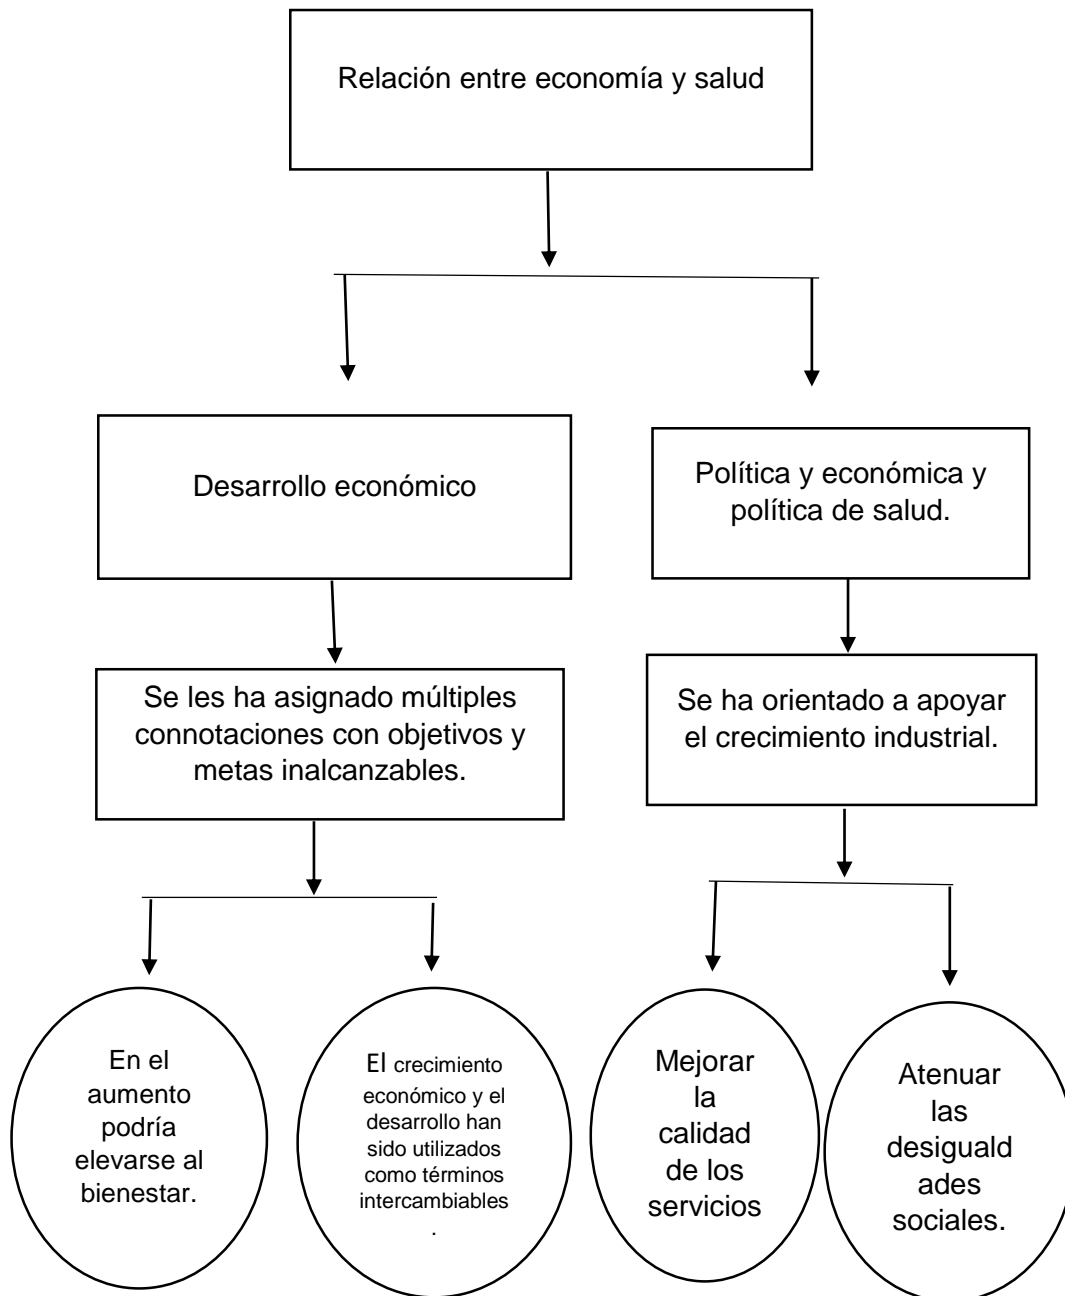 Relación entre economía y salud
Desarrollo económico
Política y económica y
política de salud.
Se les ha asignado múltiples
connotaciones con objetivos y
metas inalcanzables.
Se ha orientado a apoyar
el crecimiento industrial.
En el
aumento
podría
elevarse al
bienestar.
El crecimiento
económico y el
desarrollo han
sido utilizados
como términos
intercambiables
.
Mejorar
la
calidad
de los
servicios
Atenuar
las
desiguald
ades
sociales.